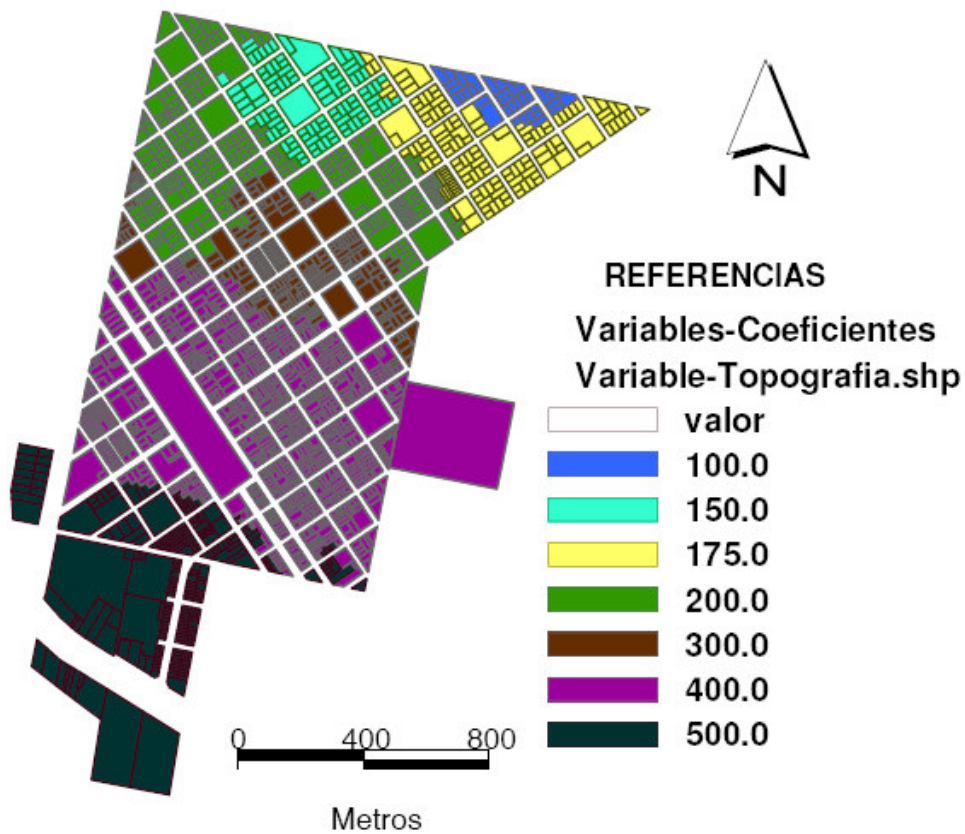 N
REFERENCIAS
Variables-Coeficientes
Variable-Topografia.shp
valor
100.0
150.0
175.0
200.0
300.0
400.0
500.0
0 400 800
Metros